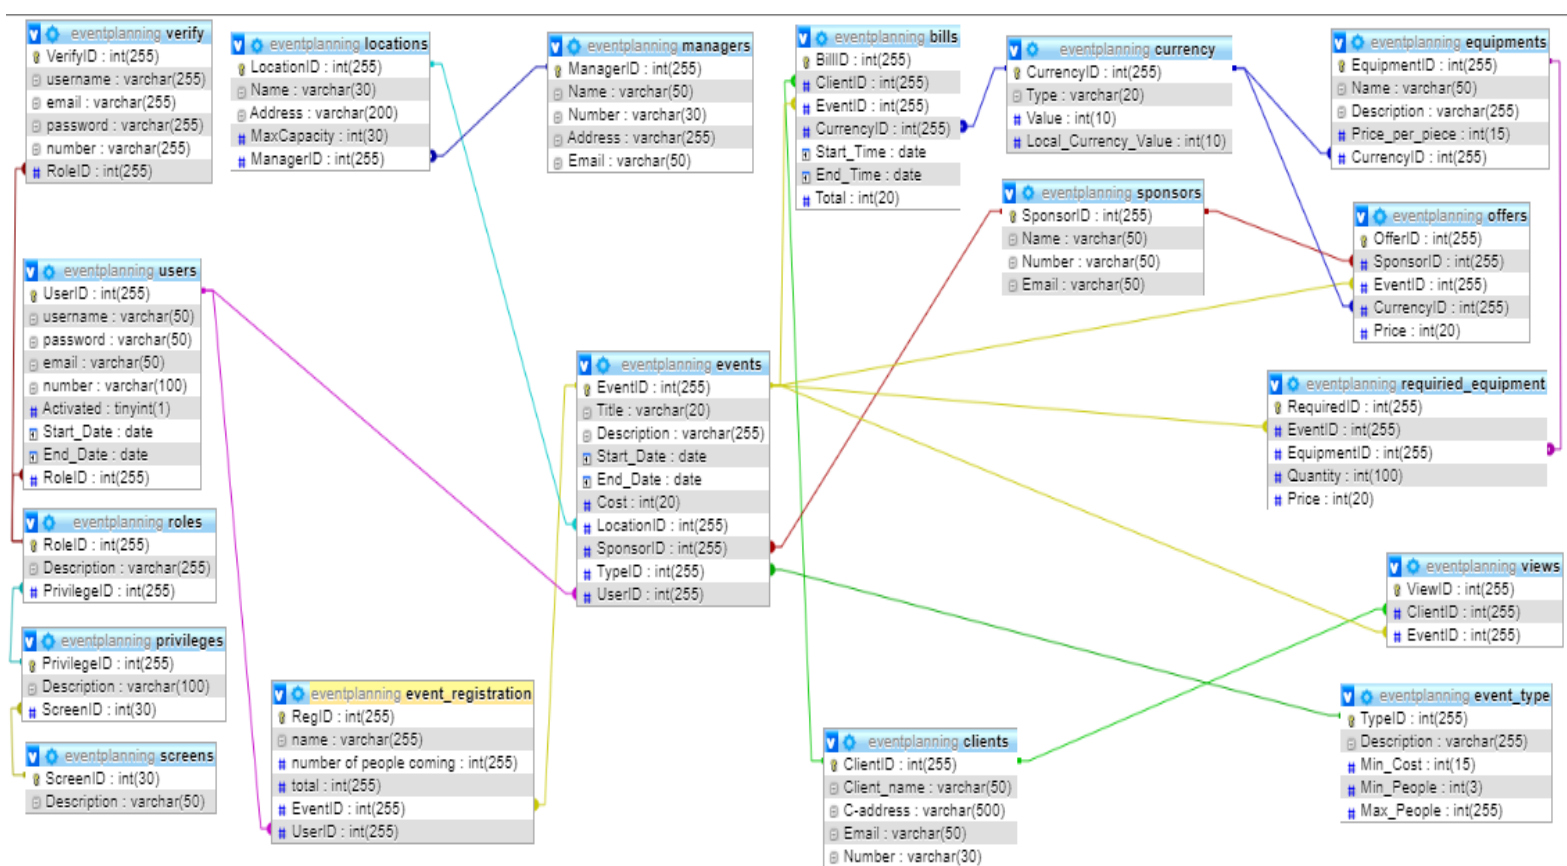 eventplanning verify
VerifyID : int(255)
username : varchar(255)
email : varchar(255)
password : varchar(255)
number : varchar(255)
RoleID : int(255)
eventplanning locations
LocationID : int(255)
Name : varchar(30)
Address : varchar(200)
MaxCapacity : int(30)
ManagerID : int(255)
eventplanning managers
ManagerID : int(255)
Name : varchar(50)
Number : varchar(30)
Address : varchar(255)
Email : varchar(50)
eventplanning bills
BillID : int(255)
ClientID : int(255)
EventID : int(255)
CurrencyID : int(255)
Start_Time : date
End_Time : date
Total : int(20)
eventplanning currency
CurrencyID : int(255)
Type : varchar(20)
Value : int(10)
Local_Currency_Value : int(10)
eventplanning equipments
EquipmentID : int(255)
Name : varchar(50)
Description : varchar(255)
Price_per_piece : int(15)
CurrencyID : int(255)
eventplanning sponsors
SponsorID : int(255)
Name : varchar(50)
Number : varchar(50)
Email : varchar(50)
eventplanning offers
OfferID : int(255)
SponsorID : int(255)
EventID : int(255)
CurrencyID : int(255)
Price : int(20)
eventplanning users
UserID : int(255)
username : varchar(50)
password : varchar(50)
email : varchar(50)
number : varchar(100)
Activated : tinyint(1)
Start_Date : date
End_Date : date
RoleID : int(255)
eventplanning events
EventID : int(255)
Title : varchar(20)
Description : varchar(255)
Start_Date : date
End_Date : date
Cost : int(20)
LocationID : int(255)
SponsorID : int(255)
TypeID : int(255)
UserID : int(255)
eventplanning requiried_equipment
RequiredID : int(255)
EventID : int(255)
EquipmentID : int(255)
Quantity : int(100)
Price : int(20)
eventplanning roles
RoleID : int(255)
Description : varchar(255)
PrivilegeID : int(255)
eventplanning views
ViewID : int(255)
ClientID : int(255)
EventID : int(255)
eventplanning privileges
PrivilegeID : int(255)
Description : varchar(100)
ScreenID : int(30)
eventplanning event_registration
RegID : int(255)
name : varchar(255)
number of people coming : int(255)
total : int(255)
EventID : int(255)
UserID : int(255)
eventplanning event_type
TypeID : int(255)
Description : varchar(255)
Min_Cost : int(15)
Min_People : int(3)
Max_People : int(255)
eventplanning screens
ScreenID : int(30)
Description : varchar(50)
eventplanning clients
ClientID : int(255)
Client_name : varchar(50)
C-address : varchar(500)
Email : varchar(50)
Number : varchar(30)